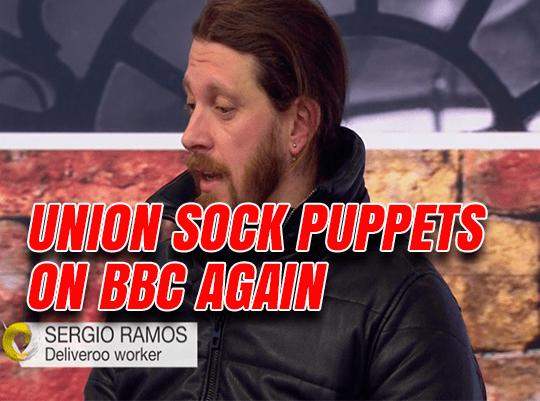 UNION SOCK PUPPETS
ON BBC AGAIN
SERGIO RAMOS
Deliveroo worker